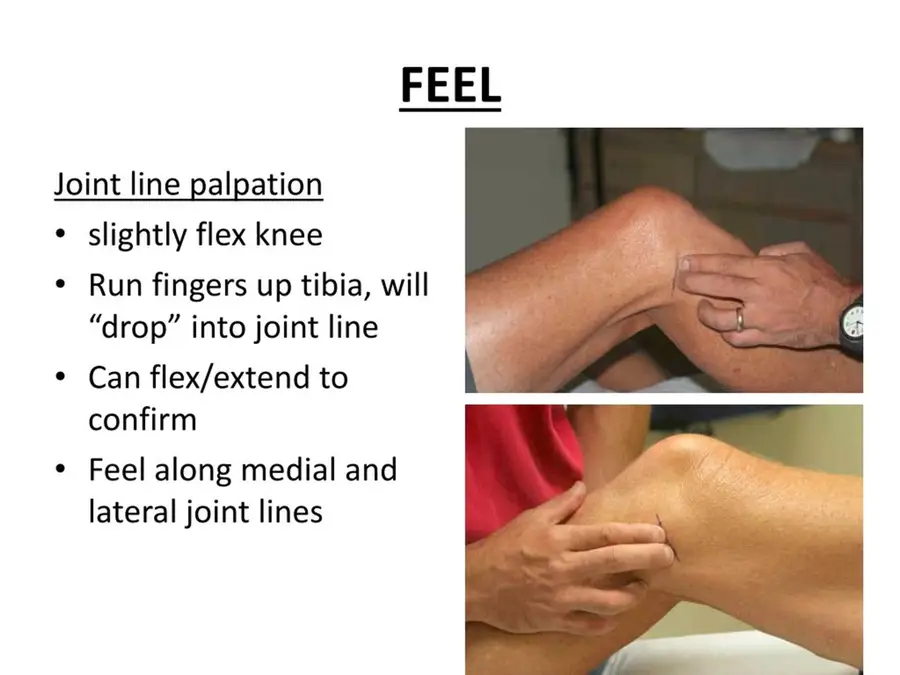 FEEL
Joint line palpation
• slightly flex knee
• Run fingers up tibia, will
“drop” into joint line
• Can flex/extend to
confirm
• Feel along medial and
lateral joint lines